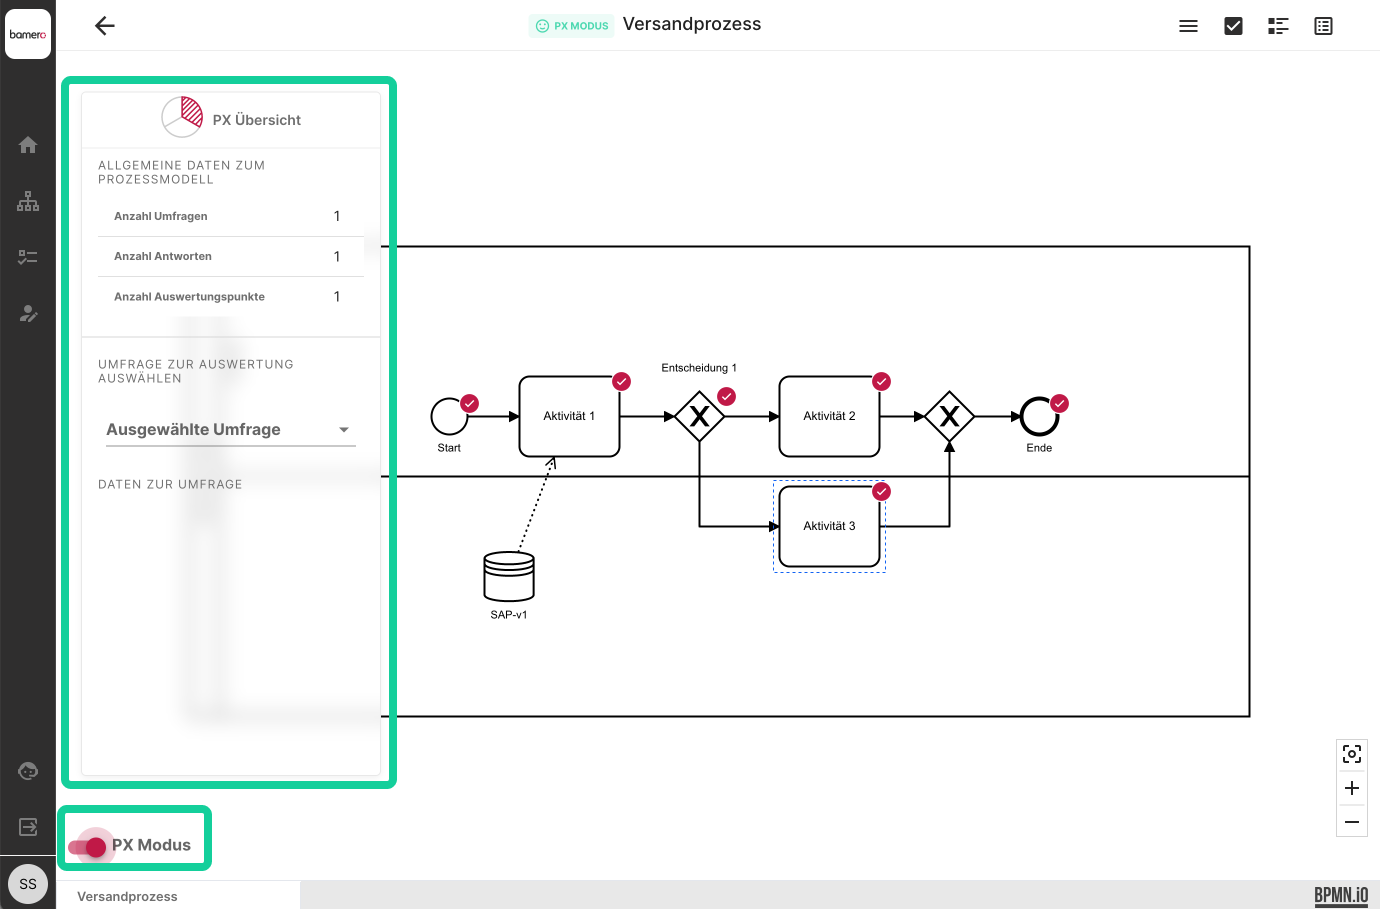 bamero
PX MODUS
Versandprozess
PX Übersicht
ALLGEMEINE DATEN ZUM
PROZESSMODELL
Anzahl Umfragen 1
Anzahl Antworten 1
Anzahl Auswertungspunkte 1
UMFRAGE ZUR AUSWERTUNG
AUSWÄHLEN
Ausgewählte Umfrage
DATEN ZUR UMFRAGE
Entscheidung 1
Aktivität 1
X
Aktivität 2
X
Start
Ende
Aktivität 3
SAP-v1
PX Modus
SS
Versandprozess
BPMN.iO